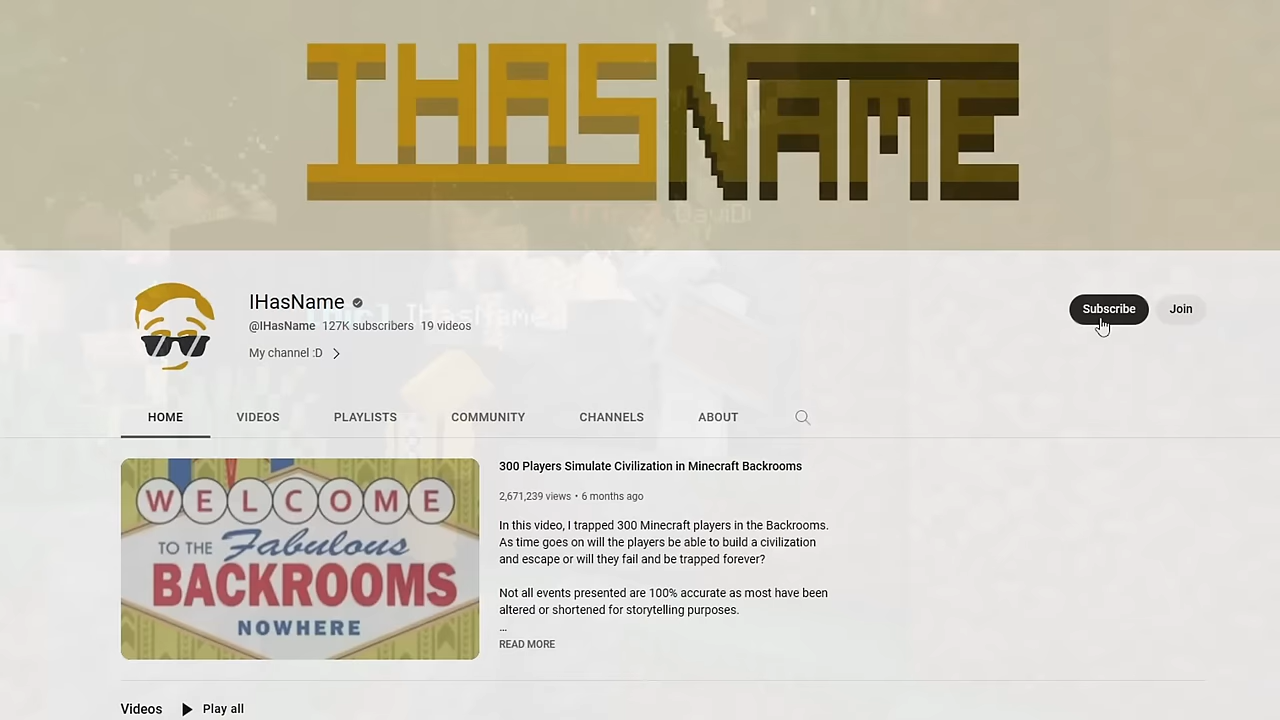 IHASNAME
IHasName
@IHasName 127K subscribers 19 videos
My channel :D
Subscribe
Join
HOME VIDEOS PLAYLISTS COMMUNITY CHANNELS ABOUT
WELCOME
TO THE Fabulous
BACKROOMS
NOWHERE
300 Players Simulate Civilization in Minecraft Backrooms
2,671,239 views • 6 months ago
In this video, I trapped 300 Minecraft players in the Backrooms.
As time goes on will the players be able to build a civilization
and escape or will they fail and be trapped forever?
Not all events presented are 100% accurate as most have been
altered or shortened for storytelling purposes.
...
READ MORE
Videos Play all